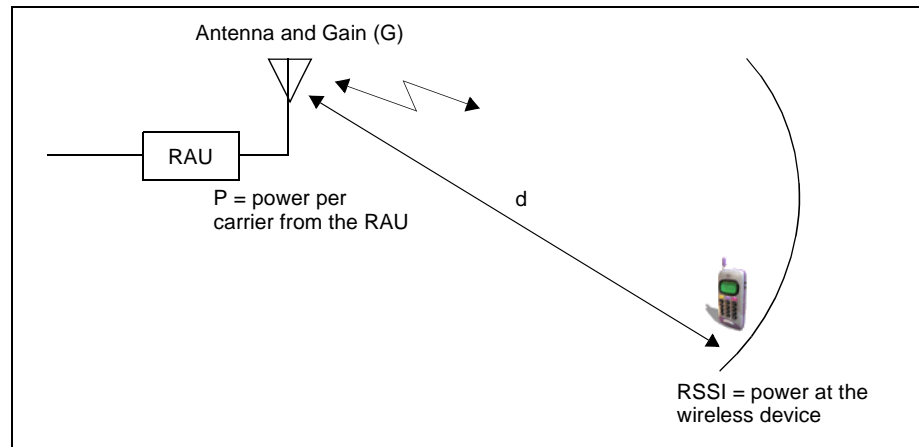 Antenna and Gain (G)
RAU
P = power per
carrier from the RAU
d
RSSI = power at the
wireless device